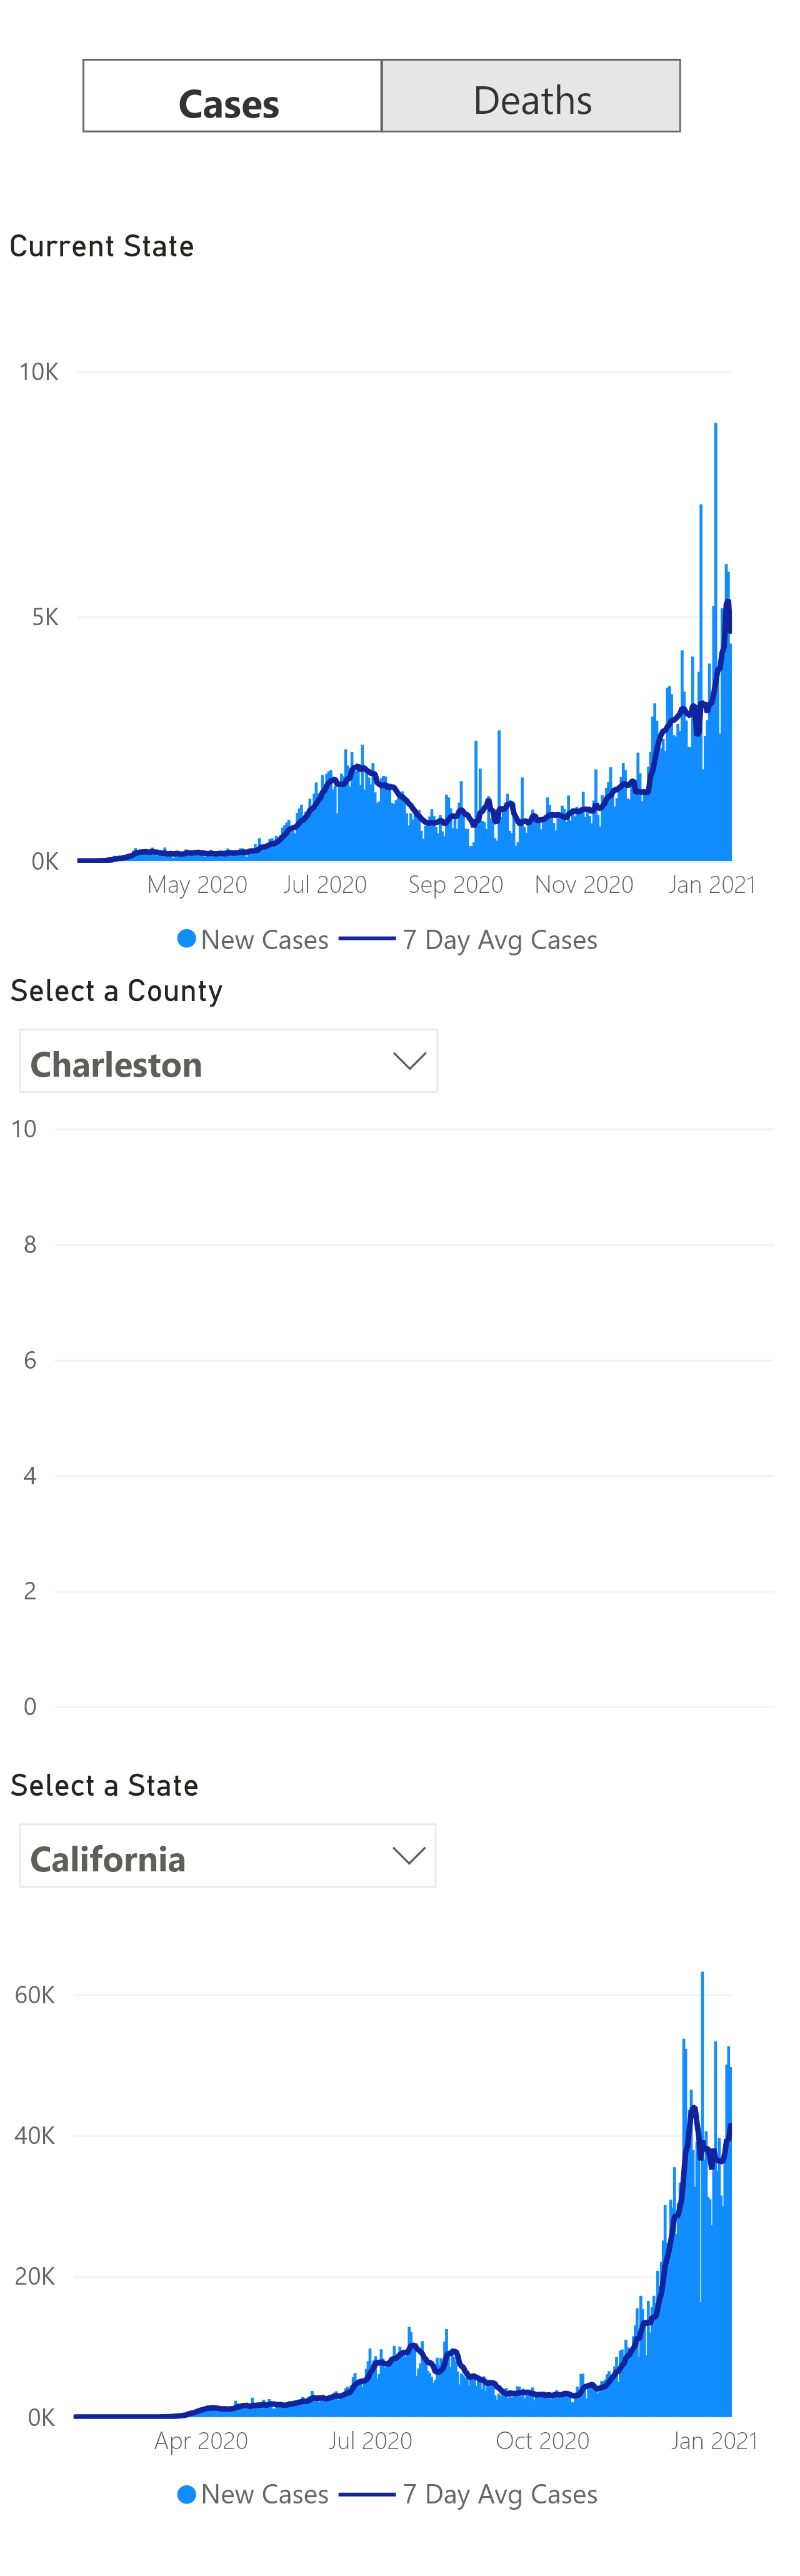 Cases Deaths
Current State
10K
5K
0K
May 2020 Jul 2020 Sep 2020 Nov 2020 Jan 2021
New Cases 7 Day Avg Cases
Select a County
Charleston
10
8
6
4
2
0
Select a State
California
60K
40K
20K
0K
Apr 2020 Jul 2020 Oct 2020 Jan 2021
New Cases 7 Day Avg Cases